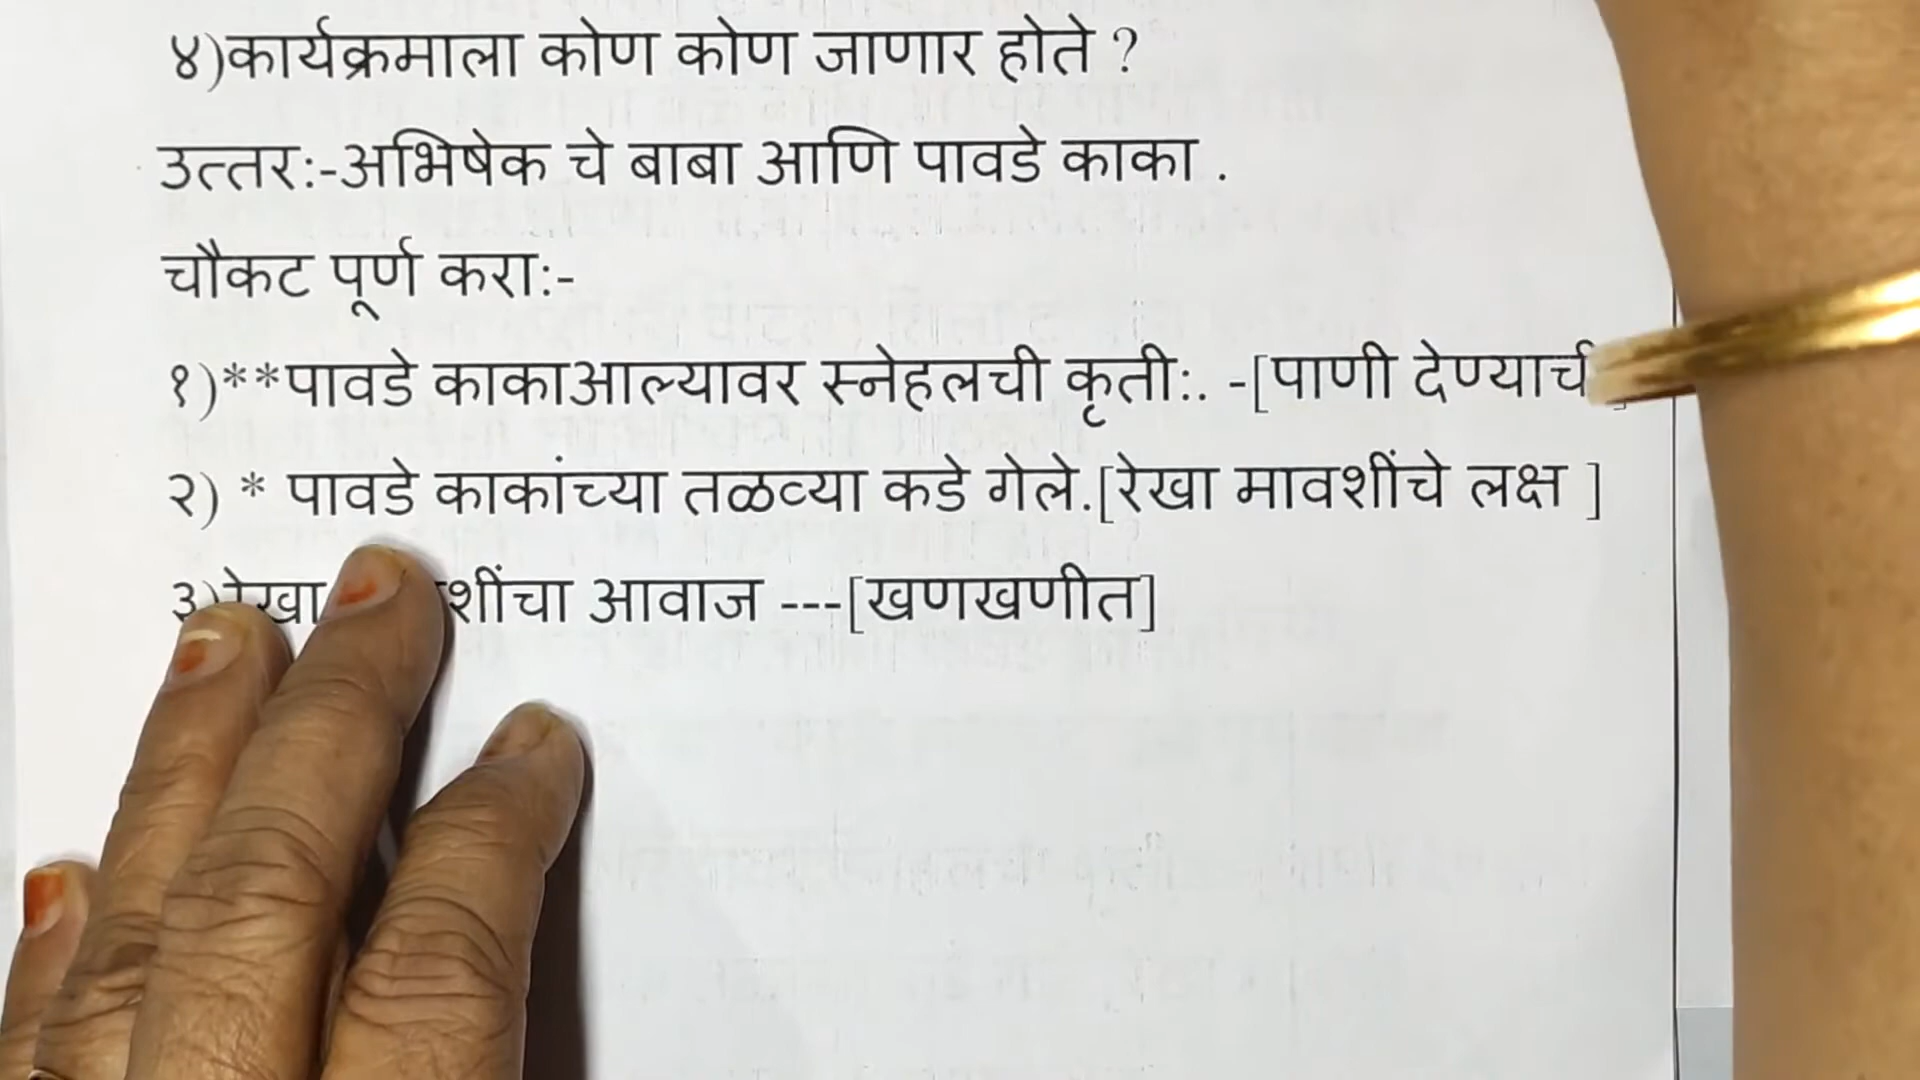 ४)कार्यक्रमाला कोण कोण जाणार होते ?
उत्तर:-अभिषेक चे बाबा आणि पावडे काका .
चौकट पूर्ण करा:-
१)**पावडे काकाआल्यावर स्नेहलची कृती:. -[पाणी
२) * पावडे काकांच्या तळव्या कडे गेले.[रेखा मावशींचे लक्ष ]
३)रेखा आवाज ---[खणखणीत]